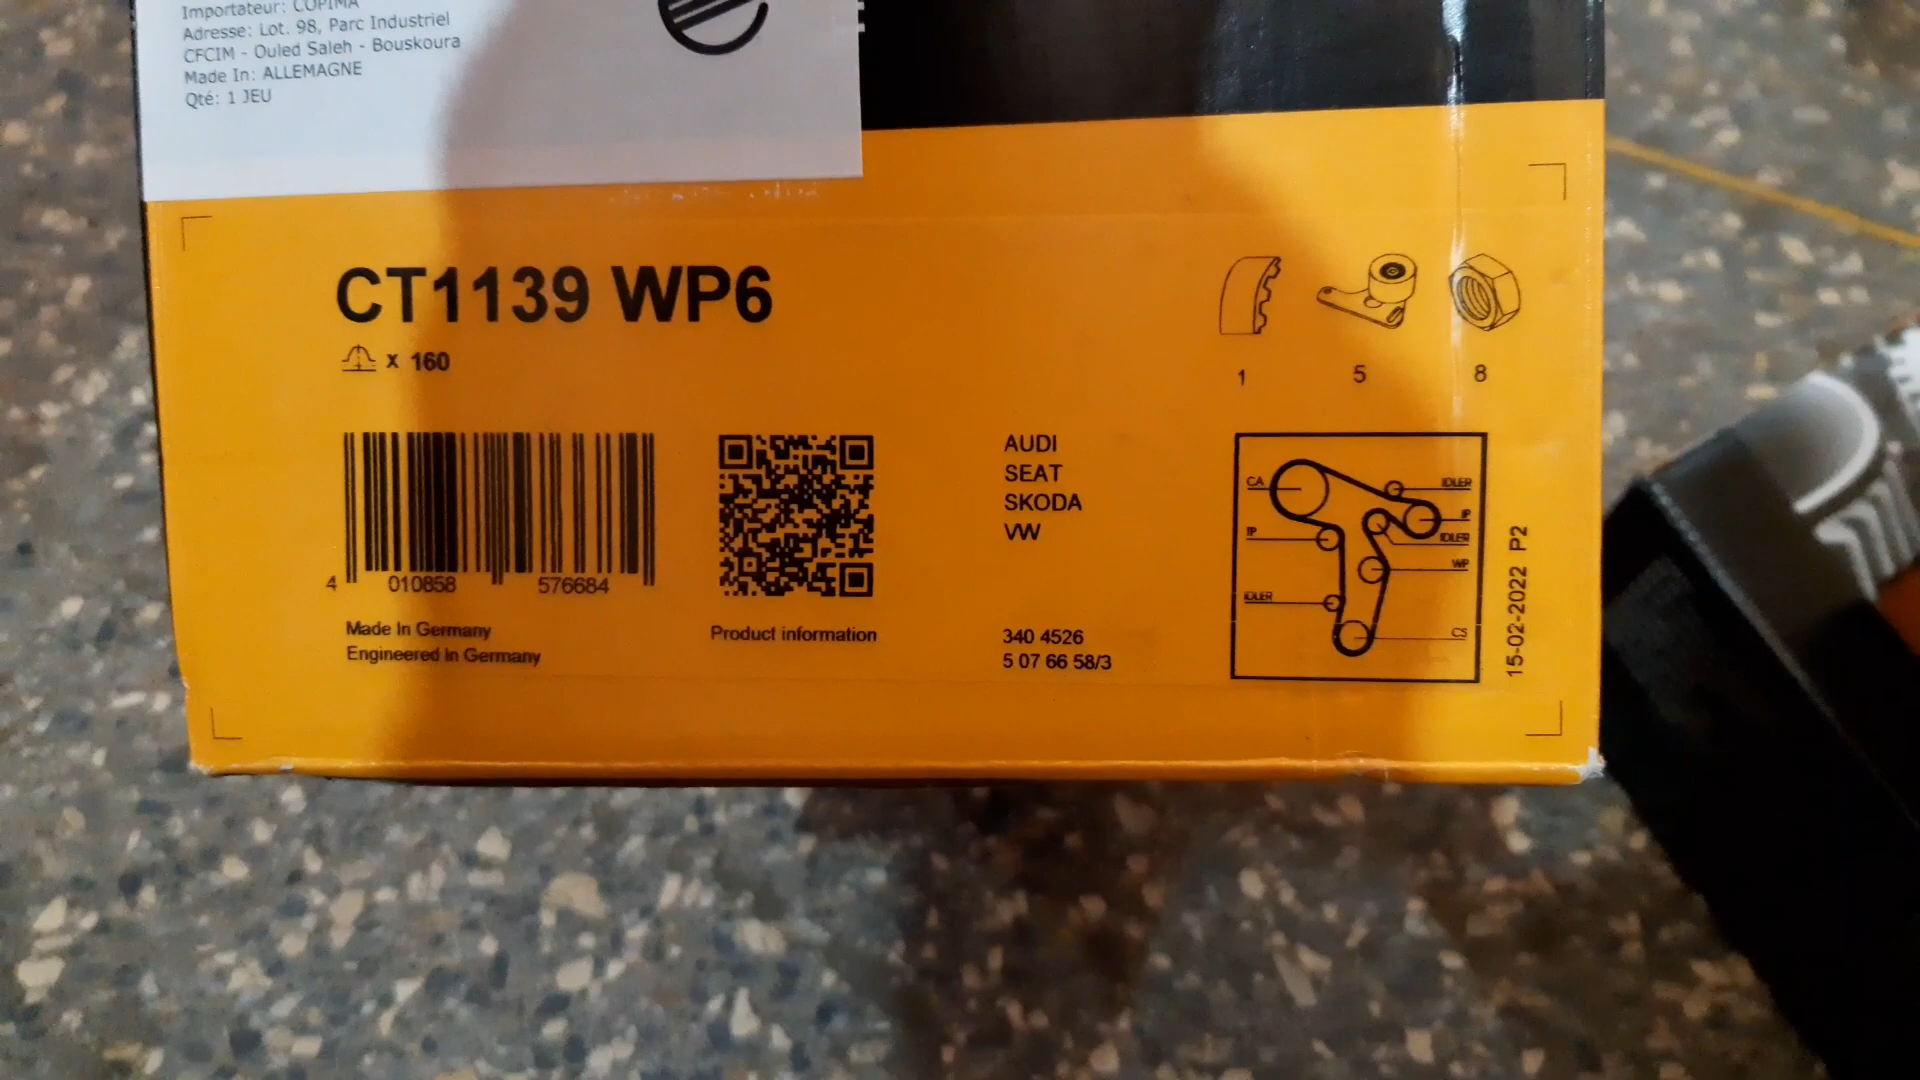 Importateur: COPIMA
Adresse: Lot. 98, Parc Industriel
CFCIM - Ouled Saleh - Bouskoura
Made In: ALLEMAGNE
Qté: 1 JEU
CT1139 WP6
x 160
1
5
8
4 010858 576684
Made In Germany
Engineered In Germany
Product information
AUDI
SEAT
SKODA
VW
340 4526
5 07 66 58/3
CA
IDLER
IP
IP
IDLER
WP
IDLER
CS
15-02-2022 P2